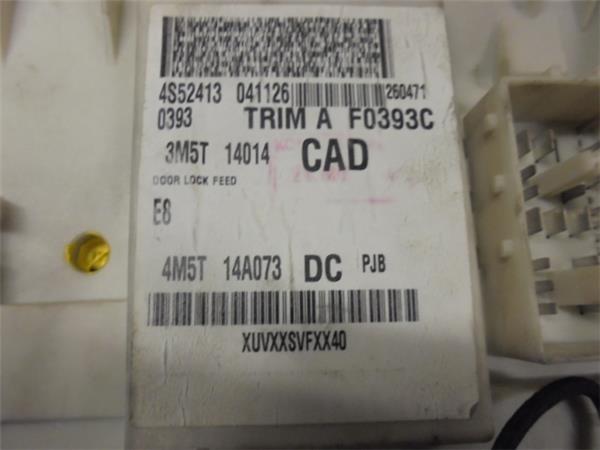 4S52413 041126 260471
0393 TRIM A F0393C
3M5T 14014 CAD
DOOR LOCK FEED
E8
4M5T 14A073 DC PJB
XUVXXSVFXX40